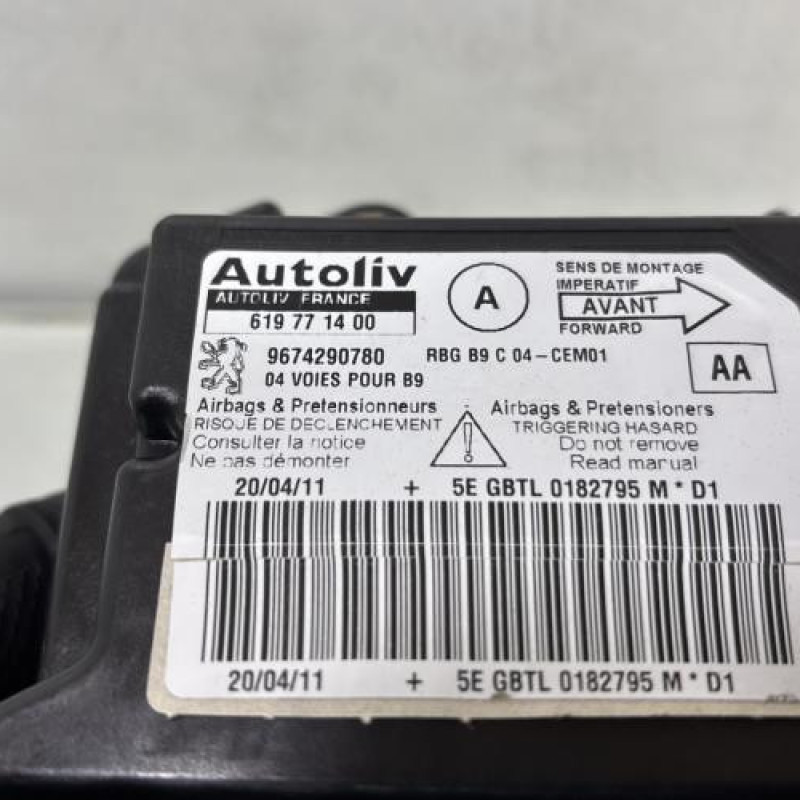 Autoliv
AUTOLIV FRANCE
619 77 14 00
A
SENS DE MONTAGE
IMPERATIF
AVANT
FORWARD
9674290780
RBG B9 C 04-CEM01
04 VOIES POUR B9
AA
Airbags & Pretensionneurs
RISQUE DE DECLENCHEMENT
Consulter la notice
Ne pas démonter
!
Airbags & Pretensioners
TRIGGERING HASARD
Do not remove
Read manual
20/04/11 + 5E GBTL 0182795 M * D1
20/04/11 + 5E GBTL 0182795 M * D1